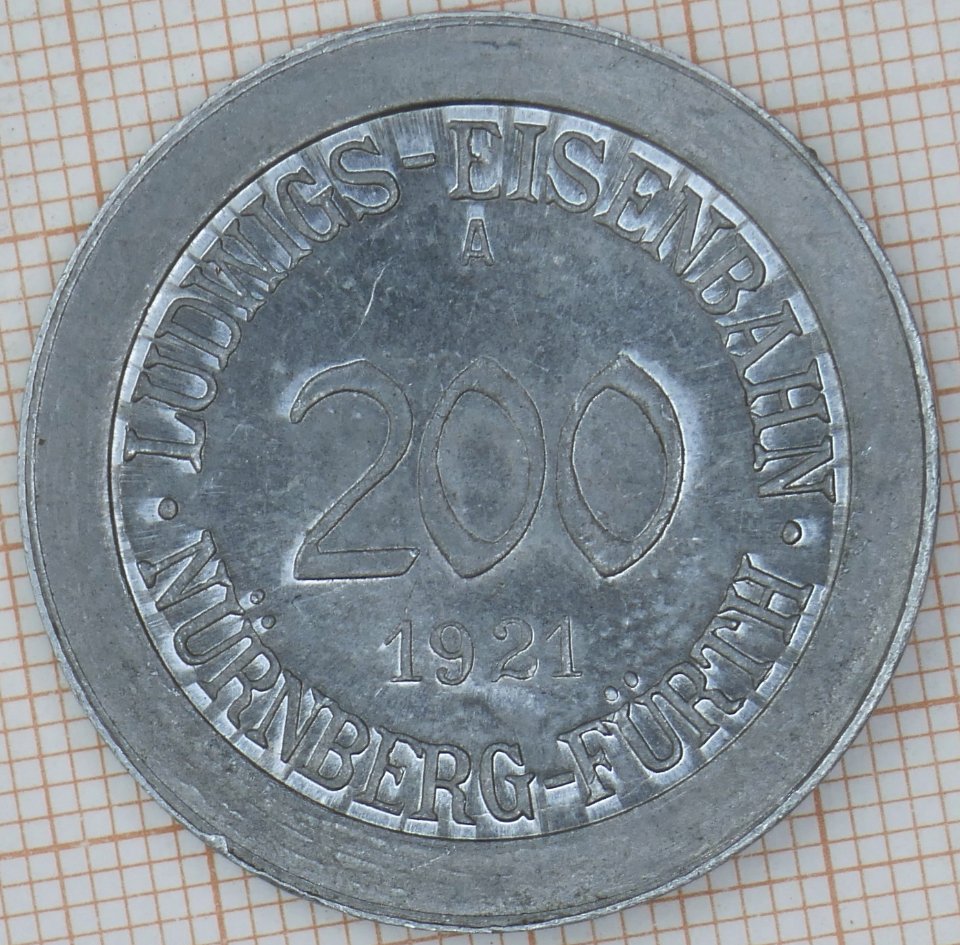 LUDWIGS-EISENBAHN
A
200
1921
· NÜRNBERG-FÜRTH ·